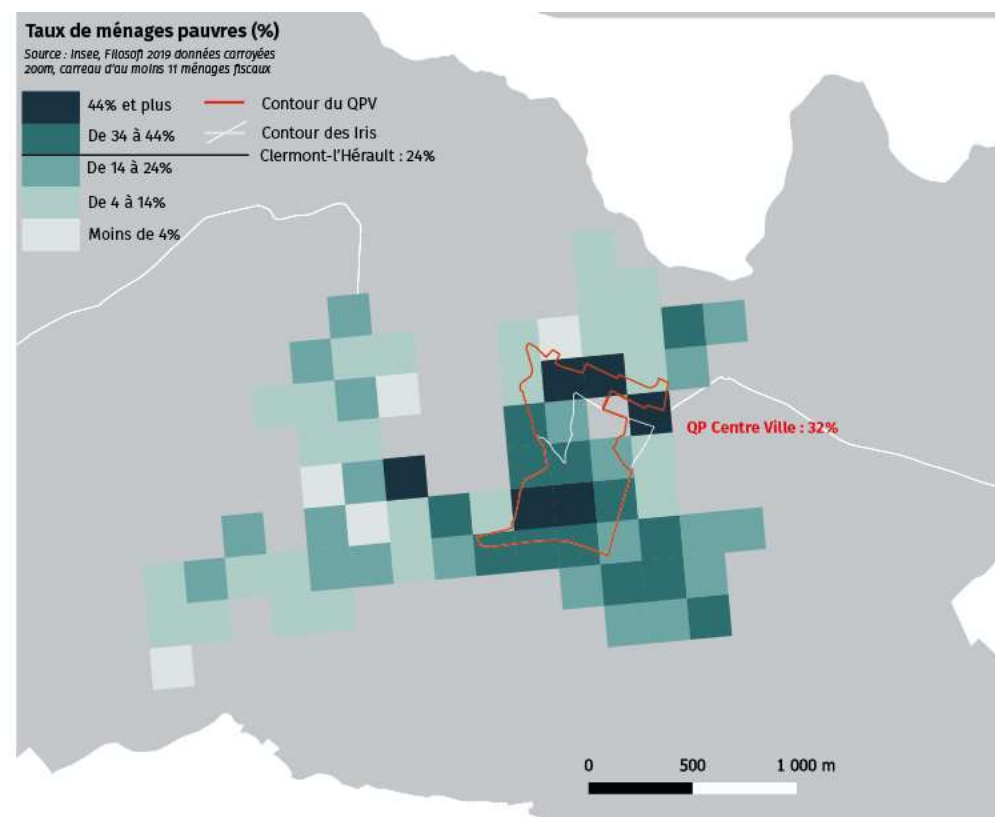 Taux de ménages pauvres (%)
Source : Insee, Filosofi 2019 données carroyées
200m, carreau d'au moins 11 ménages fiscaux
44% et plus
De 34 à 44%
De 14 à 24%
De 4 à 14%
Moins de 4%
Contour du QPV
Contour des Iris
Clermont-l'Hérault : 24%
QP Centre Ville : 32%
0 500 1 000 m